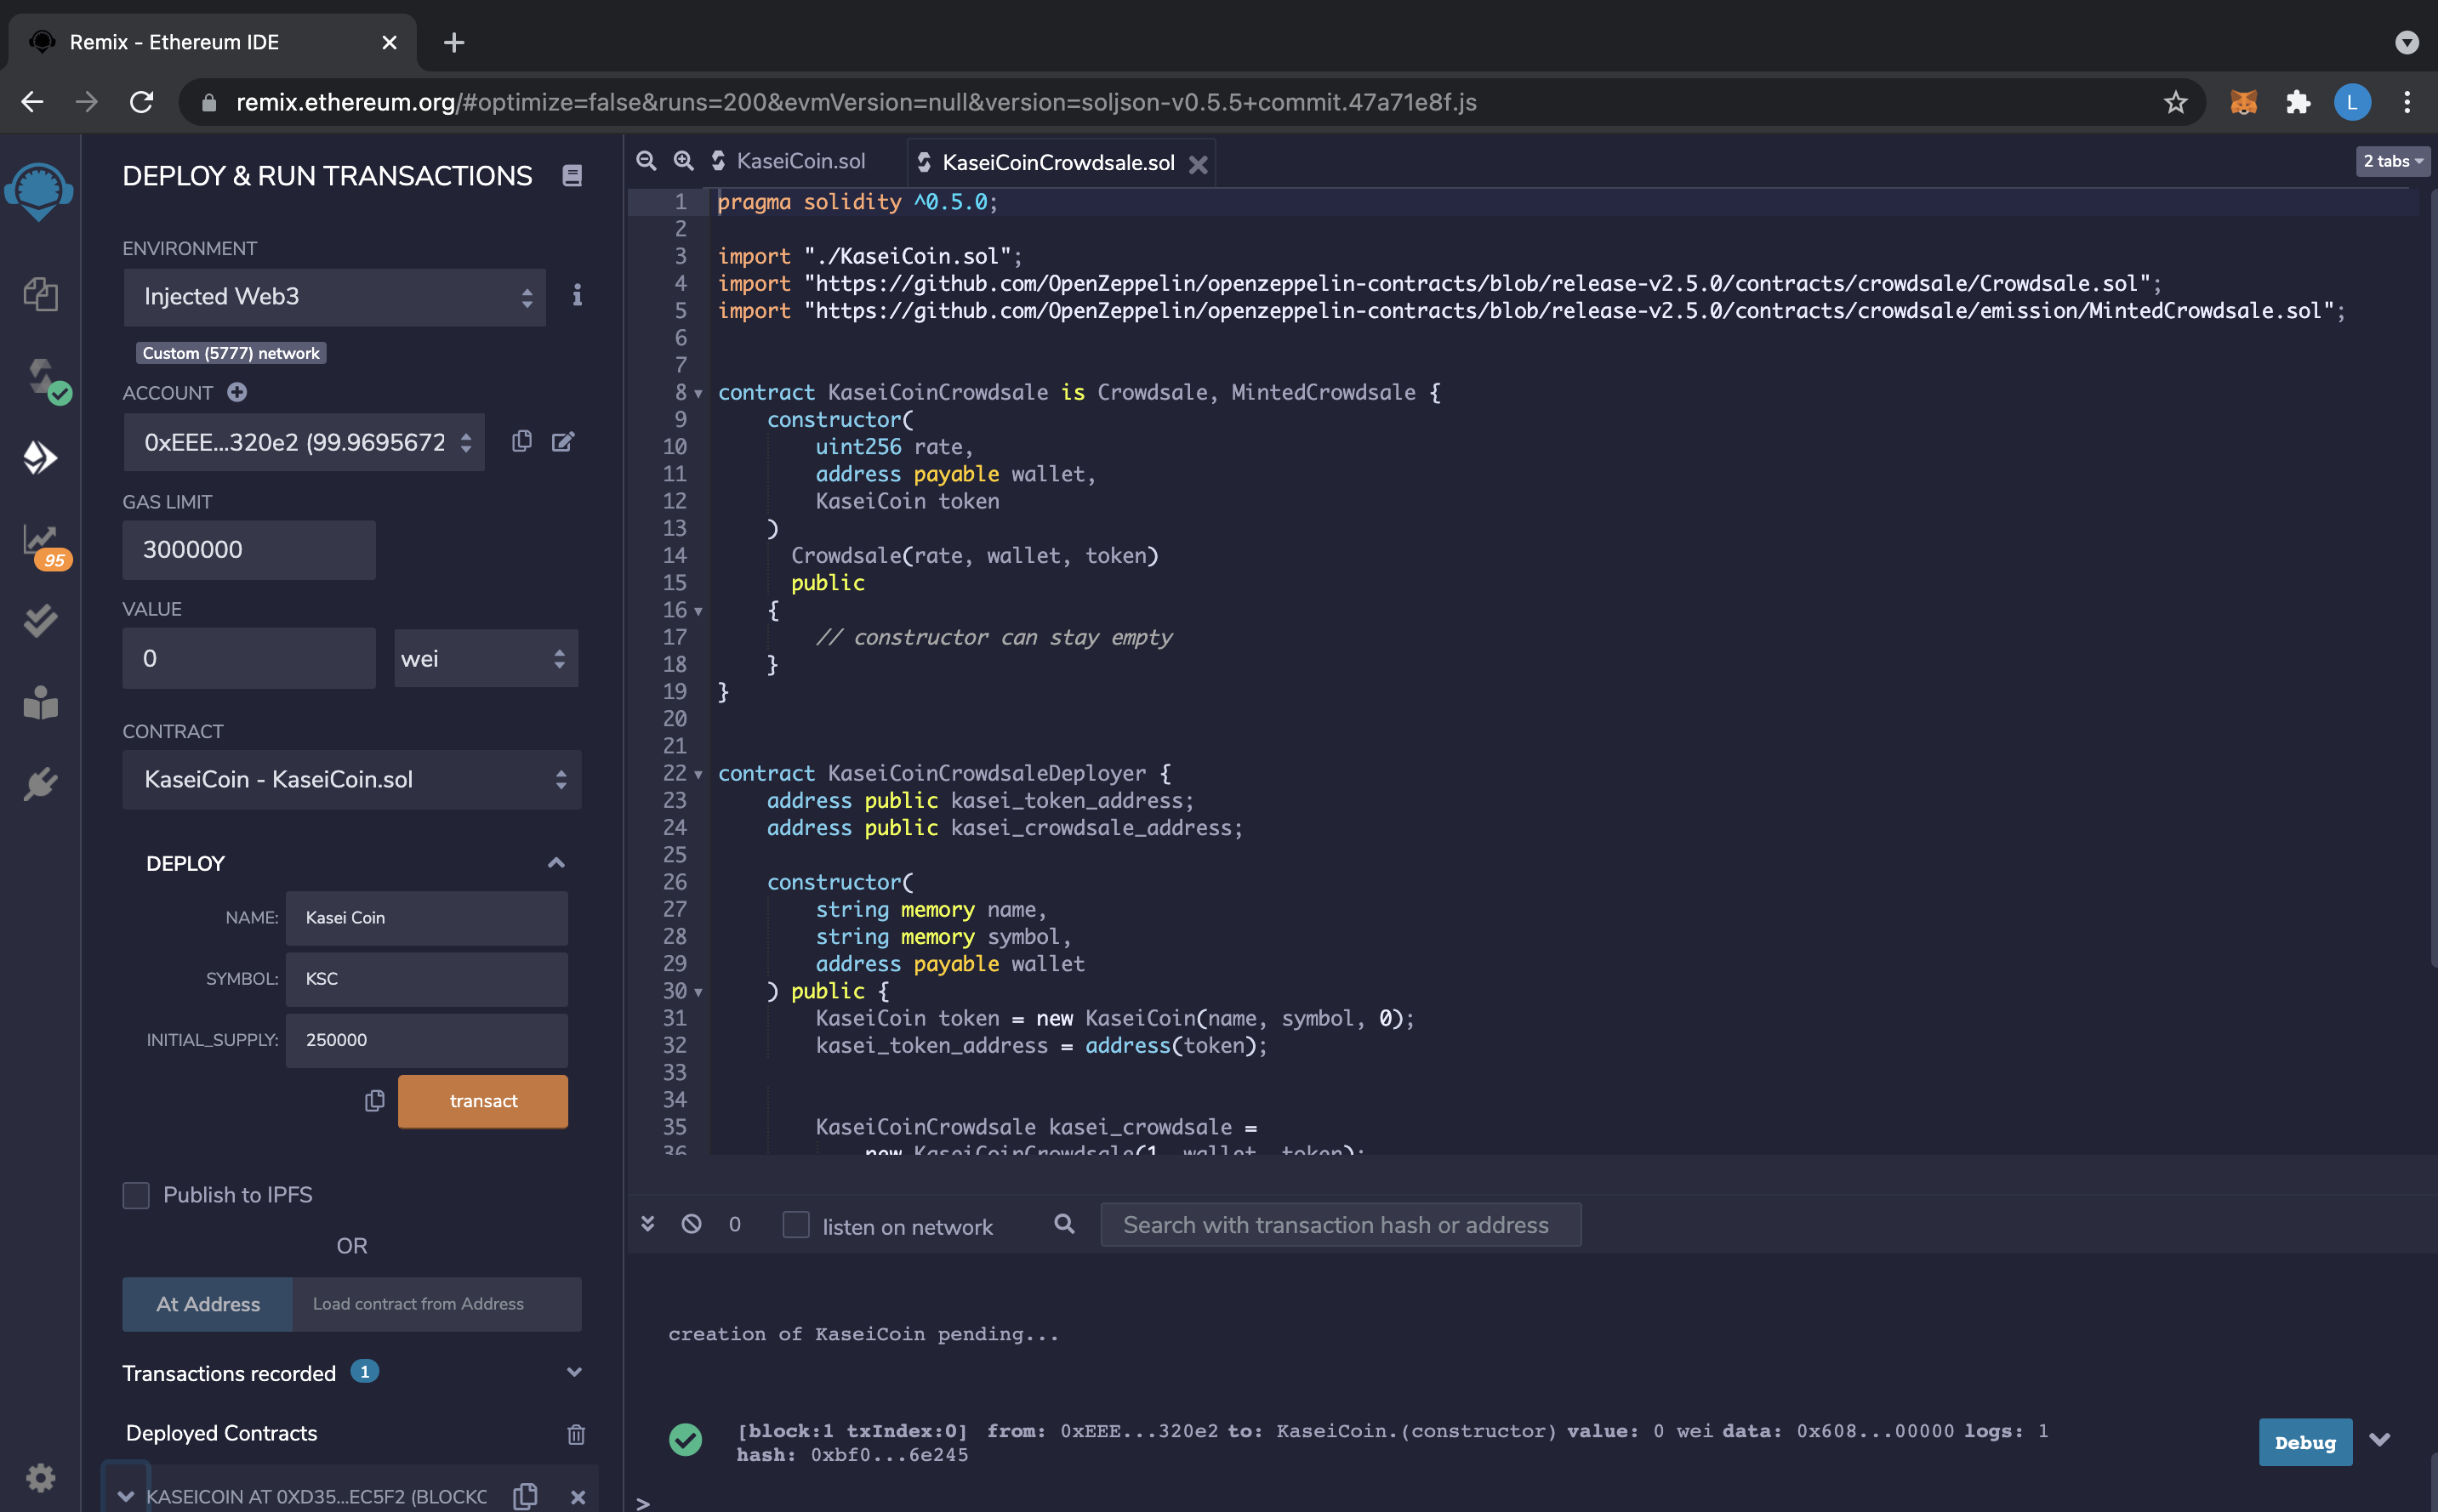 Remix - Ethereum IDE
remix.ethereum.org/#optimize=false&runs=200&evmVersion=null&version=soljson-v0.5.5+commit.47a71e8f.js
L
DEPLOY & RUN TRANSACTIONS
ENVIRONMENT
Injected Web3
Custom (5777) network
ACCOUNT
0xEEE...320e2 (99.9695672
GAS LIMIT
3000000
VALUE
0
wei
CONTRACT
KaseiCoin - KaseiCoin.sol
DEPLOY
NAME: Kasei Coin
SYMBOL: KSC
INITIAL_SUPPLY: 250000
transact
Publish to IPFS
OR
At Address Load contract from Address
Transactions recorded 1
Deployed Contracts
KASEICOIN AT 0XD35...EC5F2 (BLOCKC
95
KaseiCoin.sol
KaseiCoinCrowdsale.sol
2 tabs
1 pragma solidity ^0.5.0;
2
3 import "./KaseiCoin.sol";
4 import "https://github.com/OpenZeppelin/openzeppelin-contracts/blob/release-v2.5.0/contracts/crowdsale/Crowdsale.sol";
5 import "https://github.com/OpenZeppelin/openzeppelin-contracts/blob/release-v2.5.0/contracts/crowdsale/emission/MintedCrowdsale.sol";
6
7
8 contract KaseiCoinCrowdsale is Crowdsale, MintedCrowdsale {
9 constructor(
10 uint256 rate,
11 address payable wallet,
12 KaseiCoin token
13 )
14 Crowdsale(rate, wallet, token)
15 public
16 {
17 // constructor can stay empty
18 }
19 }
20
21
22 contract KaseiCoinCrowdsaleDeployer {
23 address public kasei_token_address;
24 address public kasei_crowdsale_address;
25
26 constructor(
27 string memory name,
28 string memory symbol,
29 address payable wallet
30 ) public {
31 KaseiCoin token = new KaseiCoin(name, symbol, 0);
32 kasei_token_address = address(token);
33
34
35 KaseiCoinCrowdsale kasei_crowdsale =
36 new KaseiCoinCrowdsale(1, wallet, token);
0
listen on network
Search with transaction hash or address
creation of KaseiCoin pending...
[block:1 txIndex:0] from: 0xEEE...320e2 to: KaseiCoin.(constructor) value: 0 wei data: 0x608...00000 logs: 1
hash: 0xbf0...6e245
Debug
>